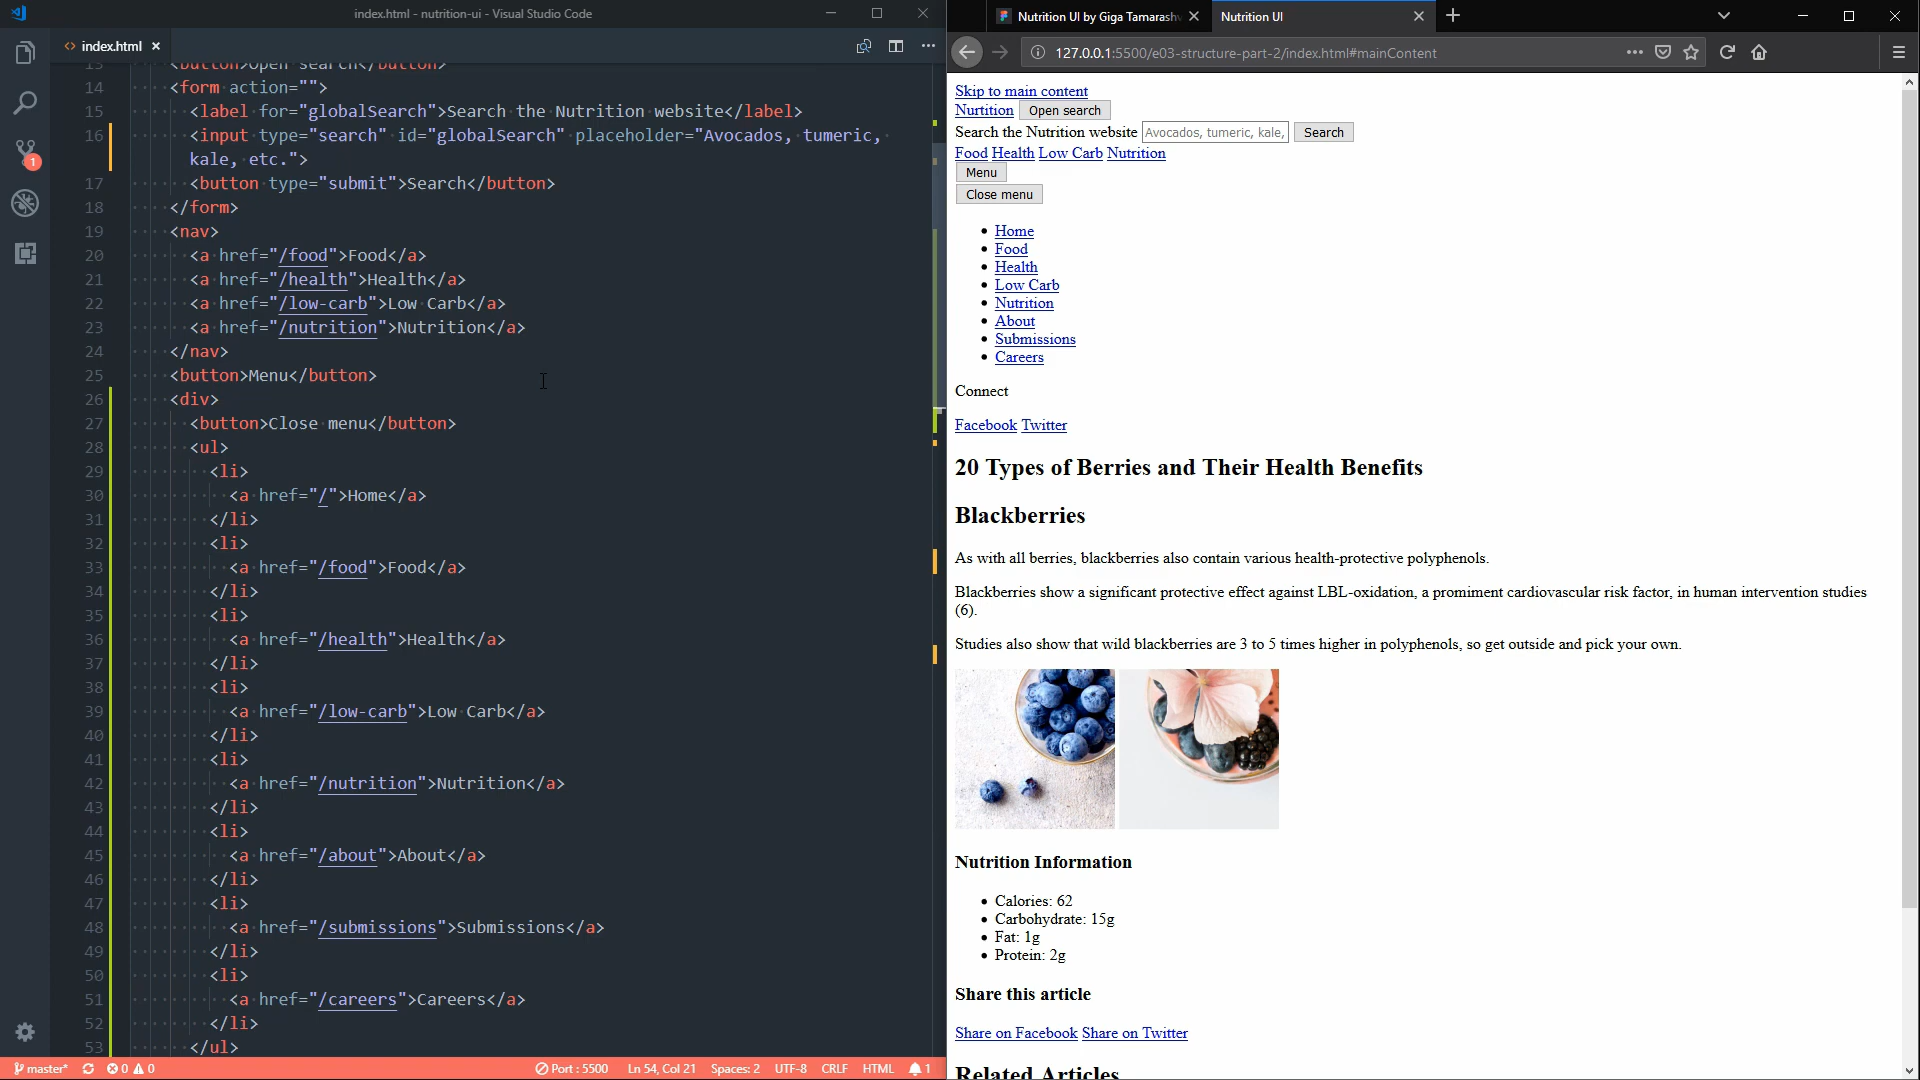 index.html - nutrition-ui - Visual Studio Code
index.html
13 <button>Open search</button>
14 <form action="">
15 <label for="globalSearch">Search the Nutrition website</label>
16 <input type="search" id="globalSearch" placeholder="Avocados, tumeric,
kale, etc.">
17 <button type="submit">Search</button>
18 </form>
19 <nav>
20 <a href="/food">Food</a>
21 <a href="/health">Health</a>
22 <a href="/low-carb">Low Carb</a>
23 <a href="/nutrition">Nutrition</a>
24 </nav>
25 <button>Menu</button>
26 <div>
27 <button>Close menu</button>
28 <ul>
29 <li>
30 <a href="/">Home</a>
31 </li>
32 <li>
33 <a href="/food">Food</a>
34 </li>
35 <li>
36 <a href="/health">Health</a>
37 </li>
38 <li>
39 <a href="/low-carb">Low Carb</a>
40 </li>
41 <li>
42 <a href="/nutrition">Nutrition</a>
43 </li>
44 <li>
45 <a href="/about">About</a>
46 </li>
47 <li>
48 <a href="/submissions">Submissions</a>
49 </li>
50 <li>
51 <a href="/careers">Careers</a>
52 </li>
53 </ul>
1
master* 0 0 Port : 5500 Ln 54, Col 21 Spaces: 2 UTF-8 CRLF HTML 1
Nutrition UI by Giga Tamarashv
Nutrition UI
127.0.0.1:5500/e03-structure-part-2/index.html#mainContent
Skip to main content
Nurtition Open search
Search the Nutrition website Avocados, tumeric, kale, Search
Food Health Low Carb Nutrition
Menu
Close menu
Home
Food
Health
Low Carb
Nutrition
About
Submissions
Careers
Connect
Facebook Twitter
20 Types of Berries and Their Health Benefits
Blackberries
As with all berries, blackberries also contain various health-protective polyphenols.
Blackberries show a significant protective effect against LBL-oxidation, a promiment cardiovascular risk factor, in human intervention studies
(6).
Studies also show that wild blackberries are 3 to 5 times higher in polyphenols, so get outside and pick your own.
Nutrition Information
Calories: 62
Carbohydrate: 15g
Fat: 1g
Protein: 2g
Share this article
Share on Facebook Share on Twitter
Related Articles